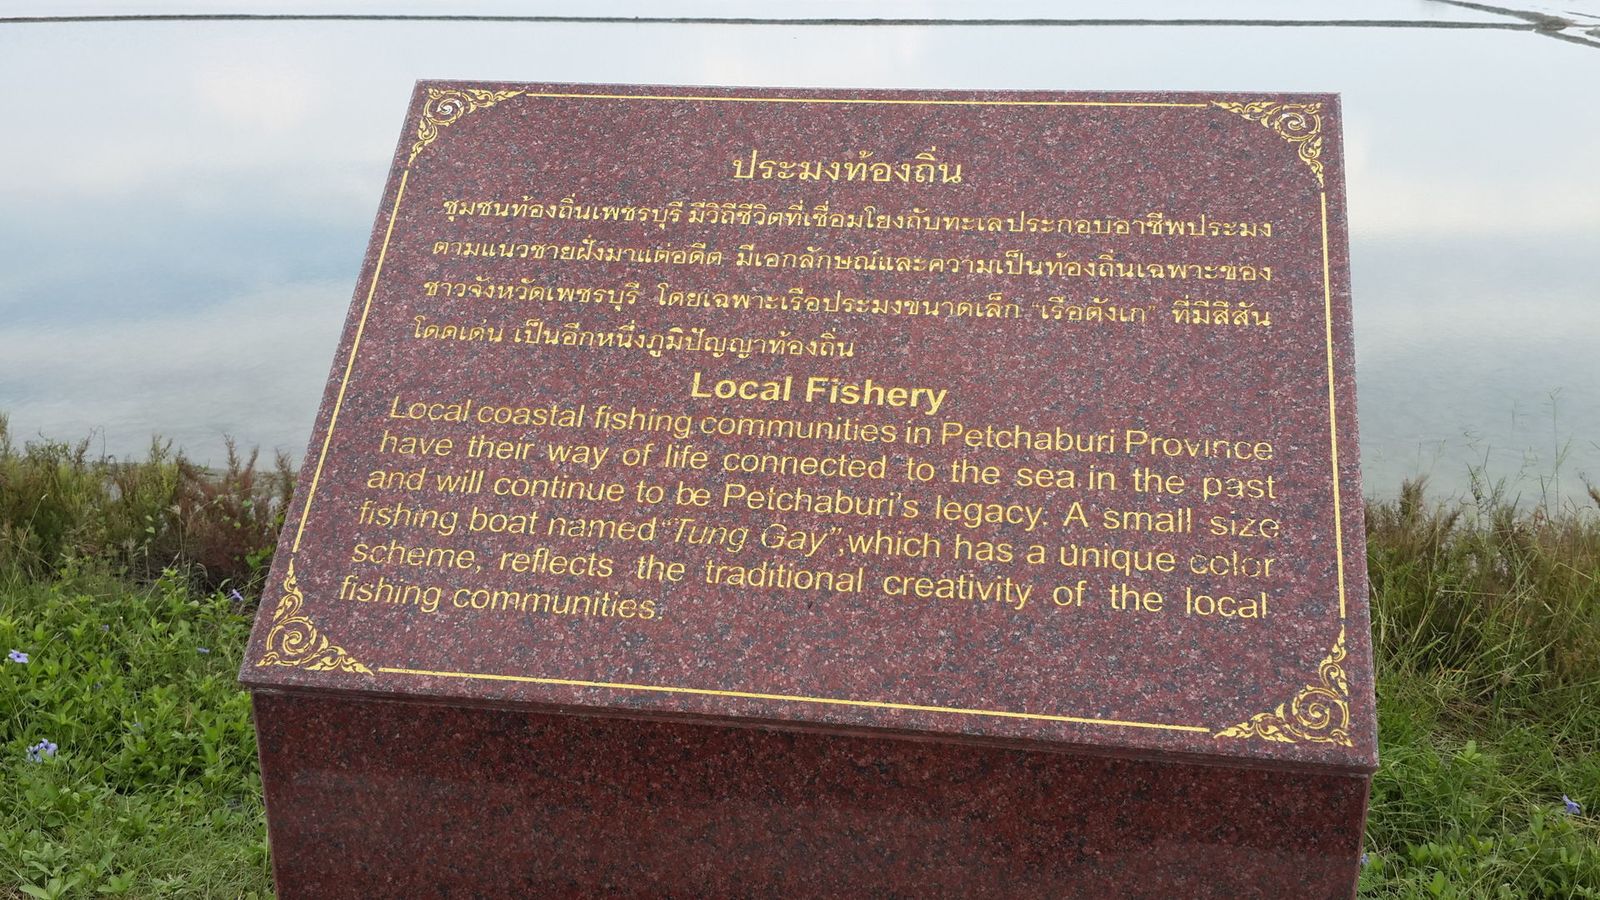 ประมงท้องถิ่น
ชุมชนท้องถิ่นเพชรบุรี มีวิถีชีวิตที่เชื่อมโยงกับทะเลประกอบอาชีพประมง
ตามแนวชายฝั่งมาแต่อดีต มีเอกลักษณ์และความเป็นท้องถิ่นเฉพาะของ
ชาวจังหวัดเพชรบุรี โดยเฉพาะเรือประมงขนาดเล็ก “เรือตังเก” ที่มีสีสัน
โดดเด่น เป็นอีกหนึ่งภูมิปัญญาท้องถิ่น
Local Fishery
Local coastal fishing communities in Petchaburi Province
have their way of life connected to the sea in the past
and will continue to be Petchaburi's legacy. A small size
fishing boat named “Tung Gay”,which has a unique color
scheme, reflects the traditional creativity of the local
fishing communities.